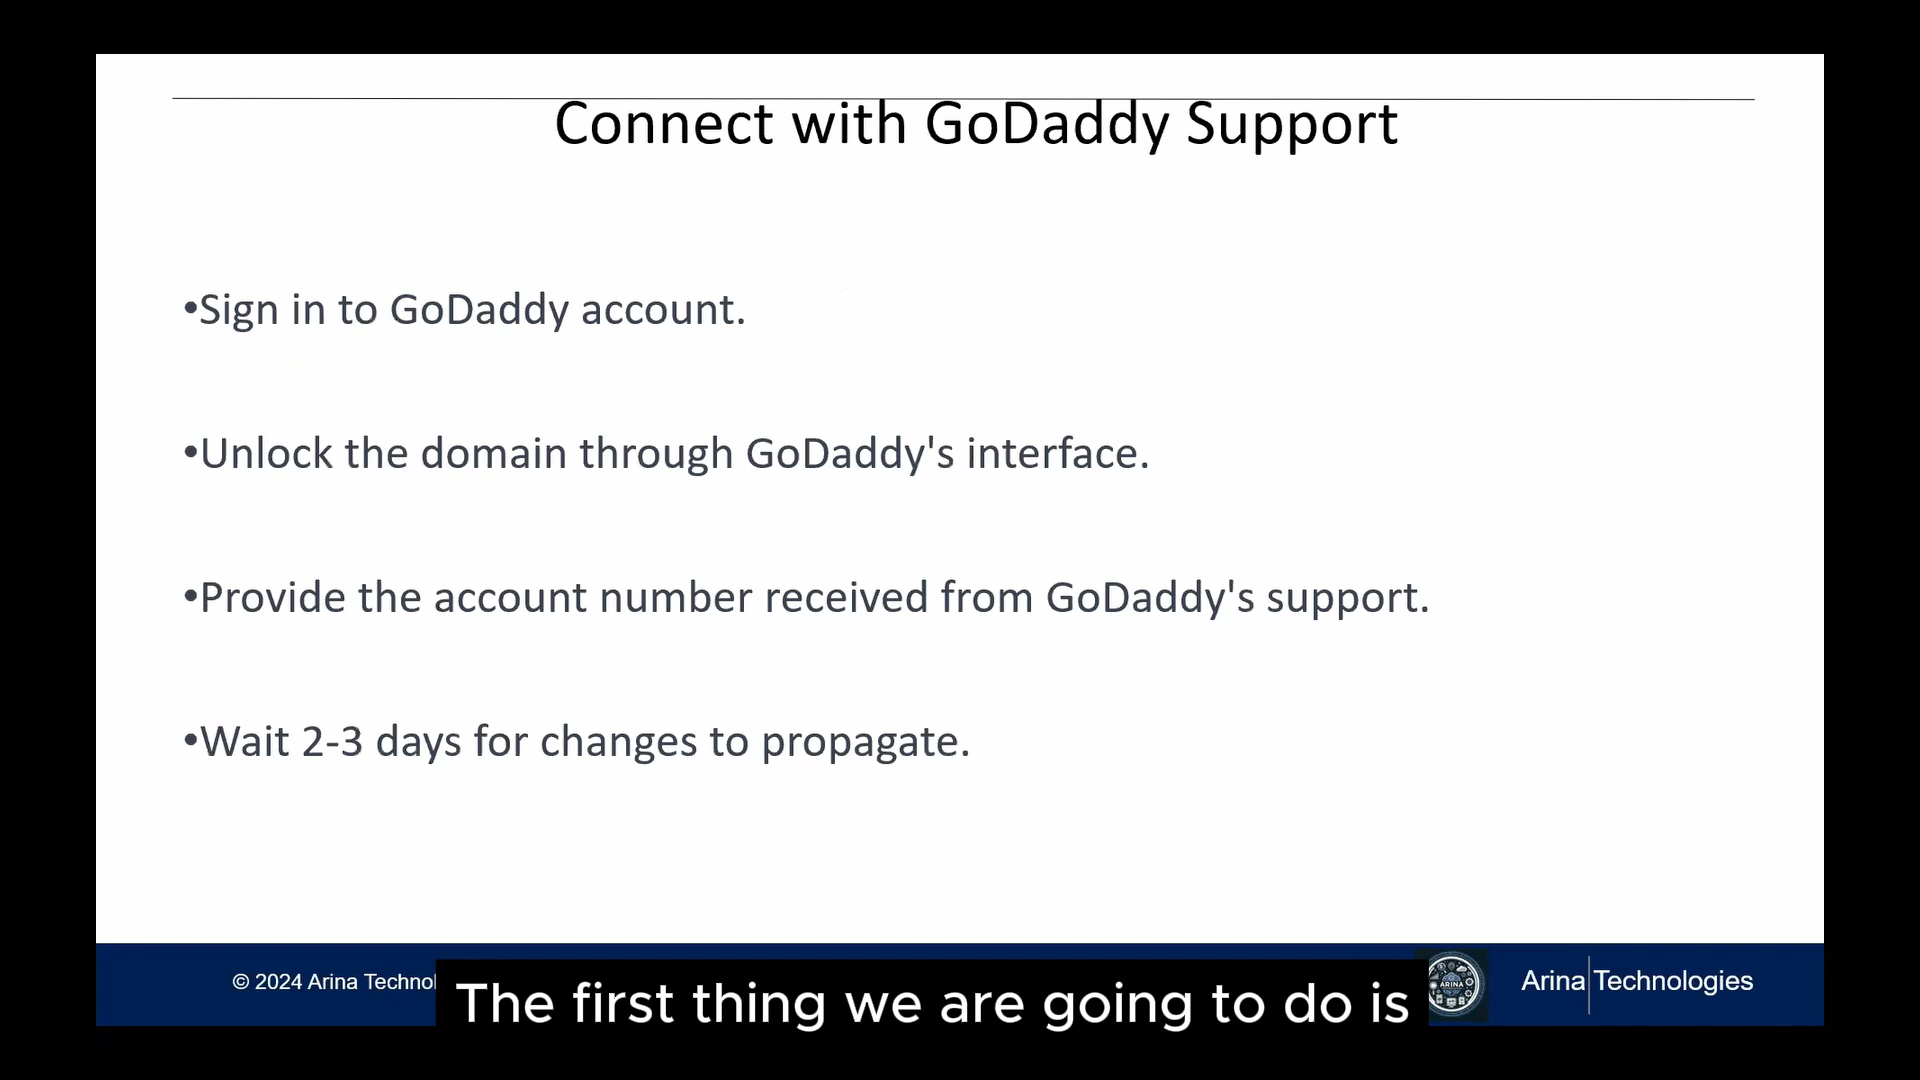 Connect with GoDaddy Support
•Sign in to GoDaddy account.
•Unlock the domain through GoDaddy's interface.
•Provide the account number received from GoDaddy's support.
•Wait 2-3 days for changes to propagate.
© 2024 Arina
The first thing we are going to do is
ARINA
Arina Technologies